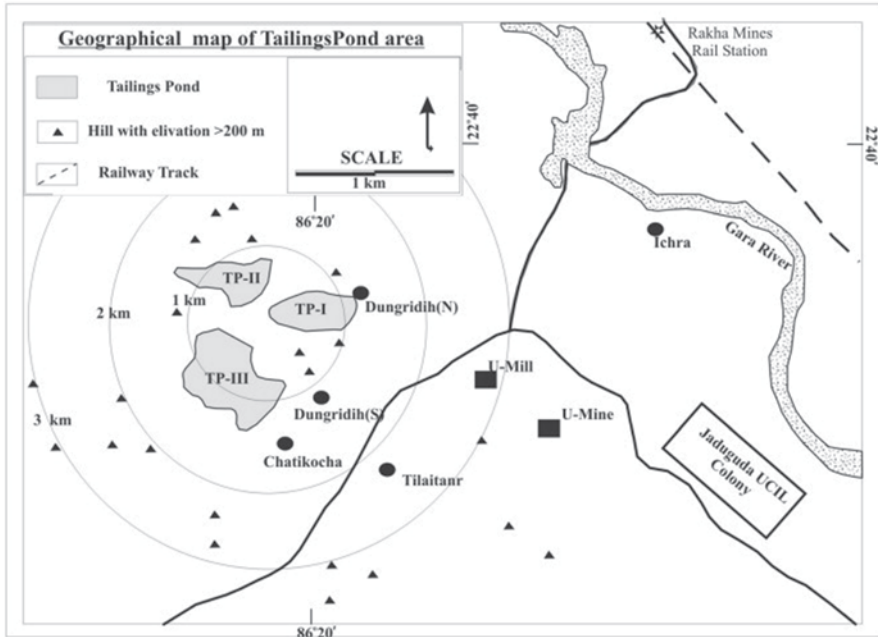 Geographical map of TailingsPond area
Tailings Pond
Hill with elivation >200 m
Railway Track
SCALE
1 km
Rakha Mines
Rail Station
22°40′
22°40′
86°20′
Ichra
Gara River
TP-II
1 km
TP-I
2 km
Dungridih(N)
TP-III
U-Mill
Dungridih(S)
3 km
U-Mine
Jaduguda UCIL
Colony
Chatikocha
Tilaitanr
86°20′